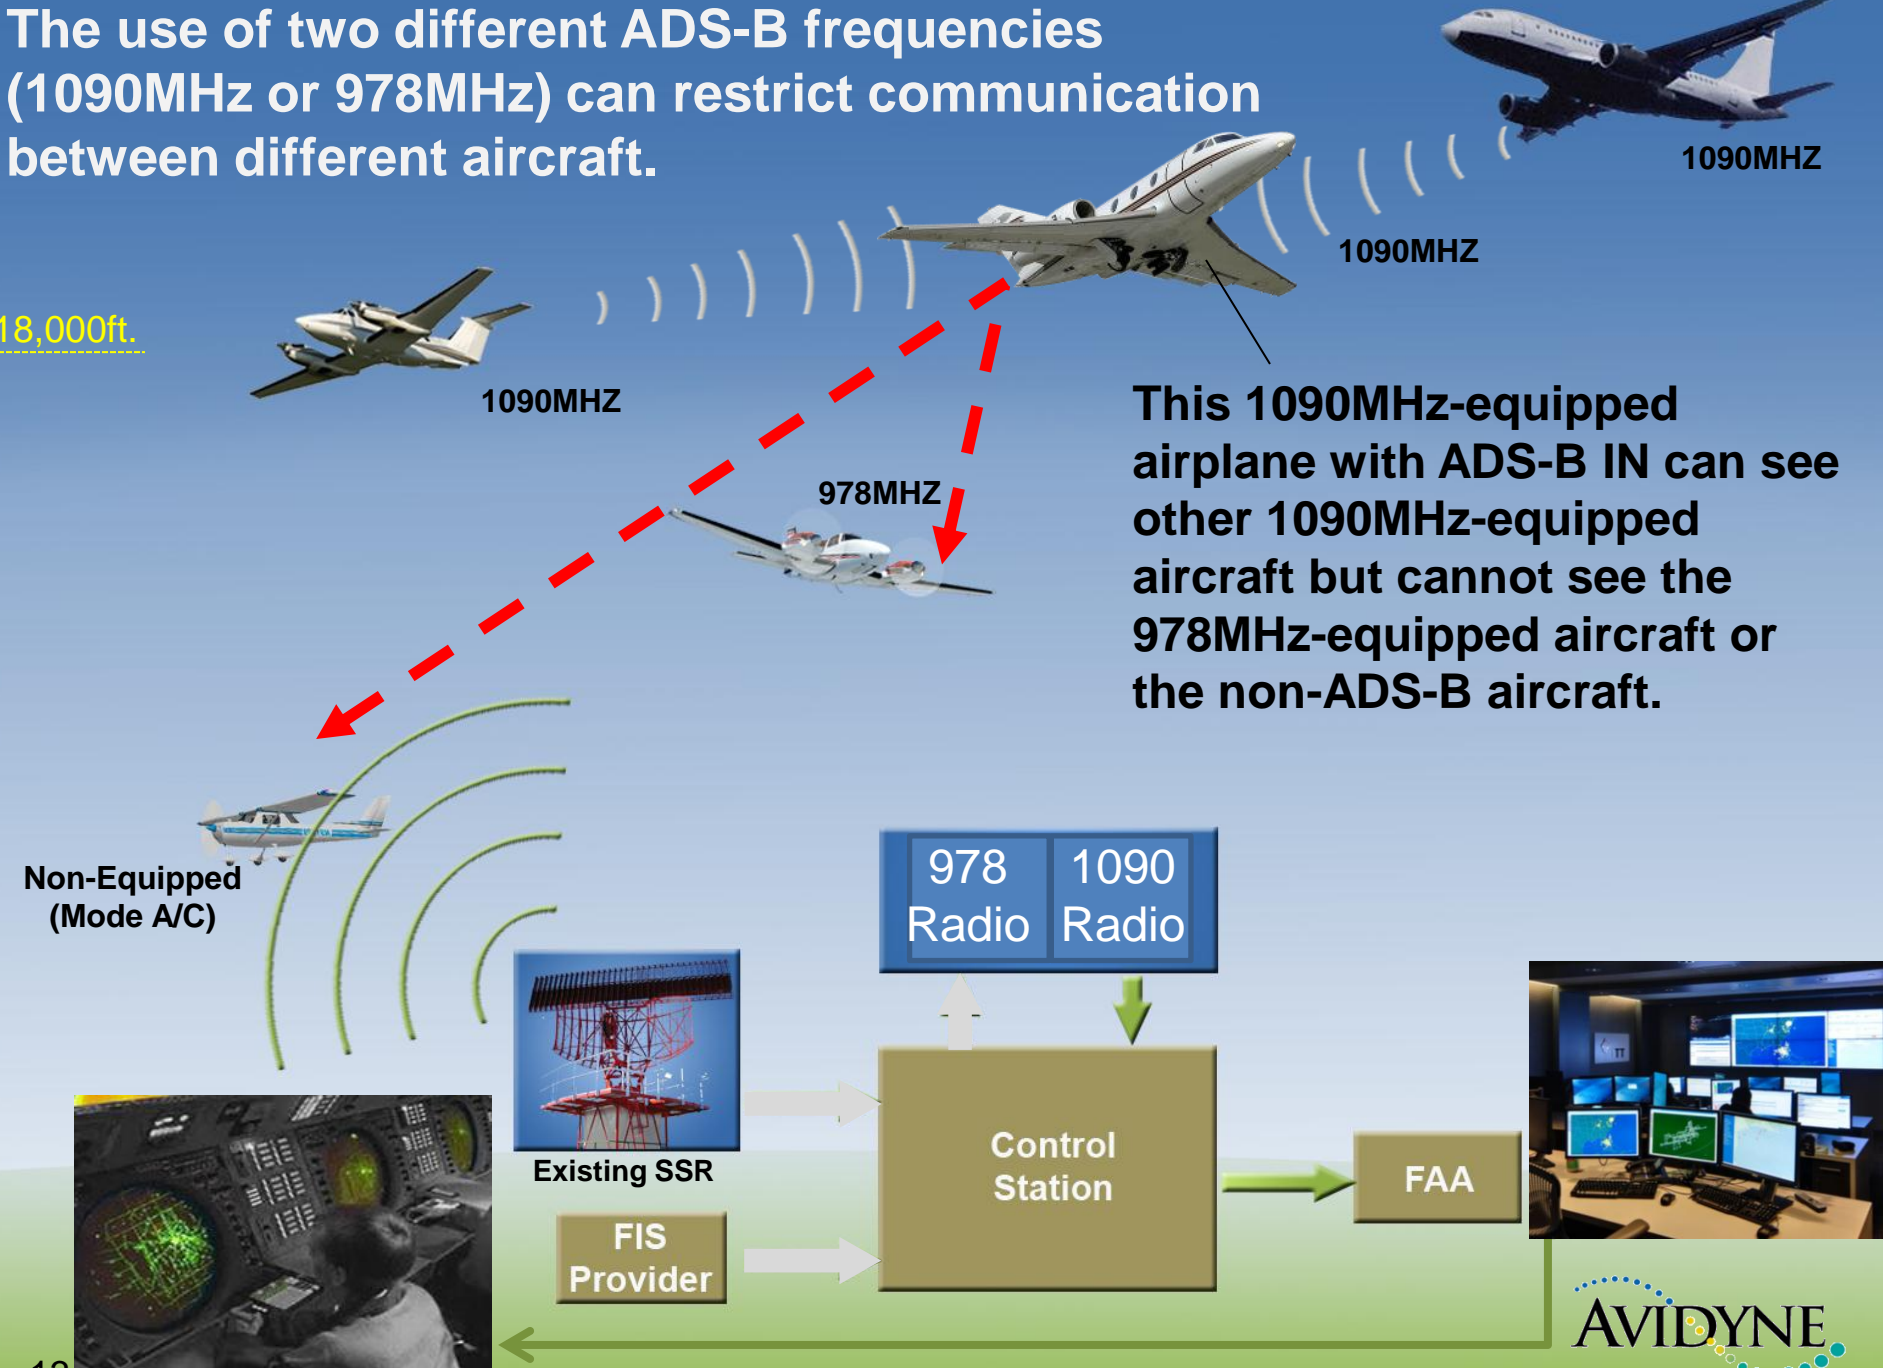 The use of two different ADS-B frequencies
(1090MHz or 978MHz) can restrict communication
between different aircraft.
1090MHZ
1090MHZ
18,000ft.
1090MHZ
This 1090MHz-equipped
airplane with ADS-B IN can see
other 1090MHz-equipped
aircraft but cannot see the
978MHz-equipped aircraft or
the non-ADS-B aircraft.
978MHZ
Non-Equipped
(Mode A/C)
978
Radio
1090
Radio
Existing SSR
Control
Station
FAA
FIS
Provider
AVIDYNE